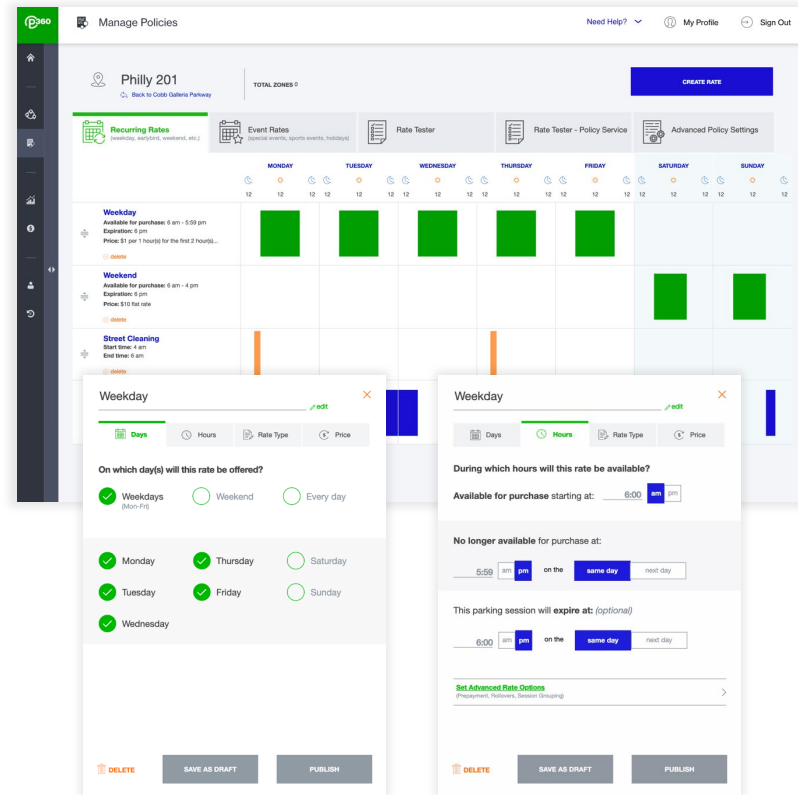 P360
Manage Policies
Need Help?
My Profile
Sign Out
Philly 201
Back to Cobb Galleria Parkway
TOTAL ZONES 0
CREATE RATE
Recurring Rates
(weekday, earlybird, weekend, etc.)
Event Rates
(special events, sports events, holidays)
Rate Tester
Rate Tester - Policy Service
Advanced Policy Settings
MONDAY TUESDAY WEDNESDAY THURSDAY FRIDAY SATURDAY SUNDAY
12 12 12 12 12 12 12 12 12 12 12 12 12 12 12 12 12 12 12 12 12
Weekday
Available for purchase: 6 am - 5:59 pm
Expiration: 6 pm
Price: $1 per 1 hour(s) for the first 2 hour(s)...
delete
Weekend
Available for purchase: 6 am - 4 pm
Expiration: 6 pm
Price: $10 flat rate
delete
Street Cleaning
Start time: 4 am
End time: 6 am
delete
Weekday
edit
Days
Hours
Rate Type
Price
On which day(s) will this rate be offered?
Weekdays
(Mon-Fri)
Weekend
Every day
Monday
Thursday
Saturday
Tuesday
Friday
Sunday
Wednesday
DELETE
SAVE AS DRAFT
PUBLISH
Weekday
edit
Days
Hours
Rate Type
Price
During which hours will this rate be available?
Available for purchase starting at: 6:00 am pm
No longer available for purchase at:
5:59 am pm on the same day next day
This parking session will expire at: (optional)
6:00 am pm on the same day next day
Set Advanced Rate Options
(Prepayment, Rollovers, Session Grouping)
DELETE
SAVE AS DRAFT
PUBLISH